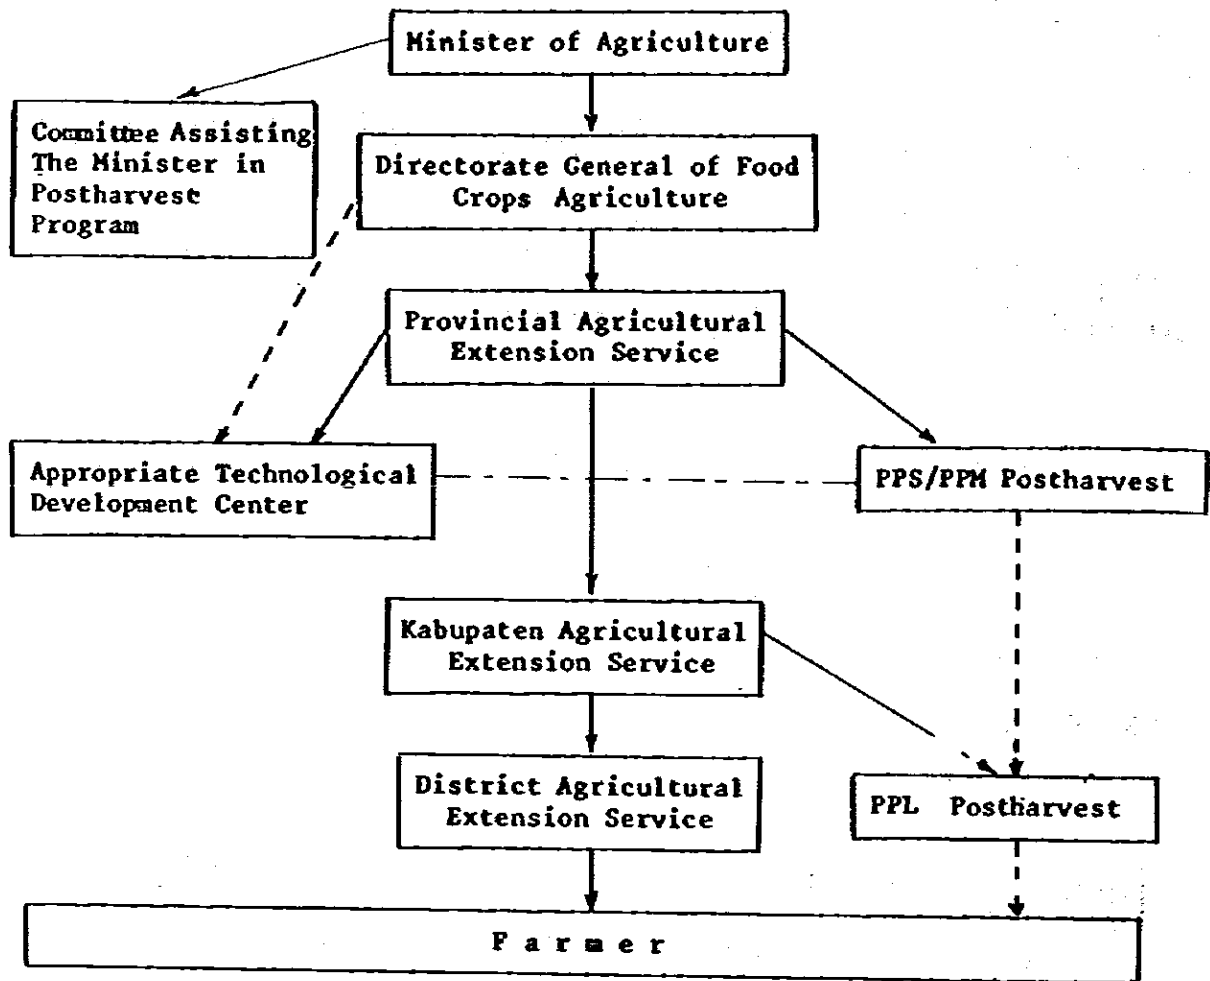 Minister of Agriculture
Committee Assisting
The Minister in
Postharvest
Program
Directorate General of Food
Crops Agriculture
Provincial Agricultural
Extension Service
Appropriate Technological
Development Center
PPS/PPM Postharvest
Kabupaten Agricultural
Extension Service
District Agricultural
Extension Service
PPL Postharvest
Farmer